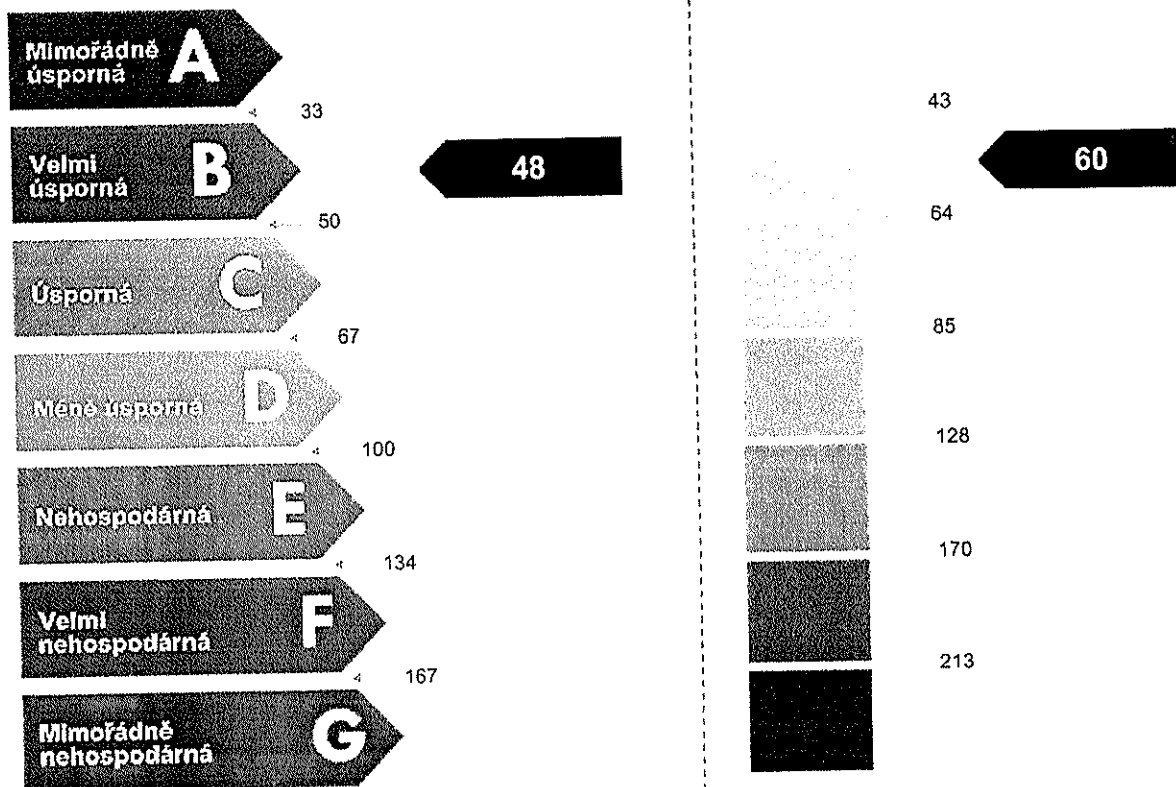 Mimořádně
úsporná
A
33
Velmi
úsporná
B
48
50
Úsporná
C
67
Méně úsporná
D
100
Nehospodárná
E
134
Velmi
nehospodárná
F
167
Mimořádně
nehospodárná
G
43
60
64
85
128
170
213